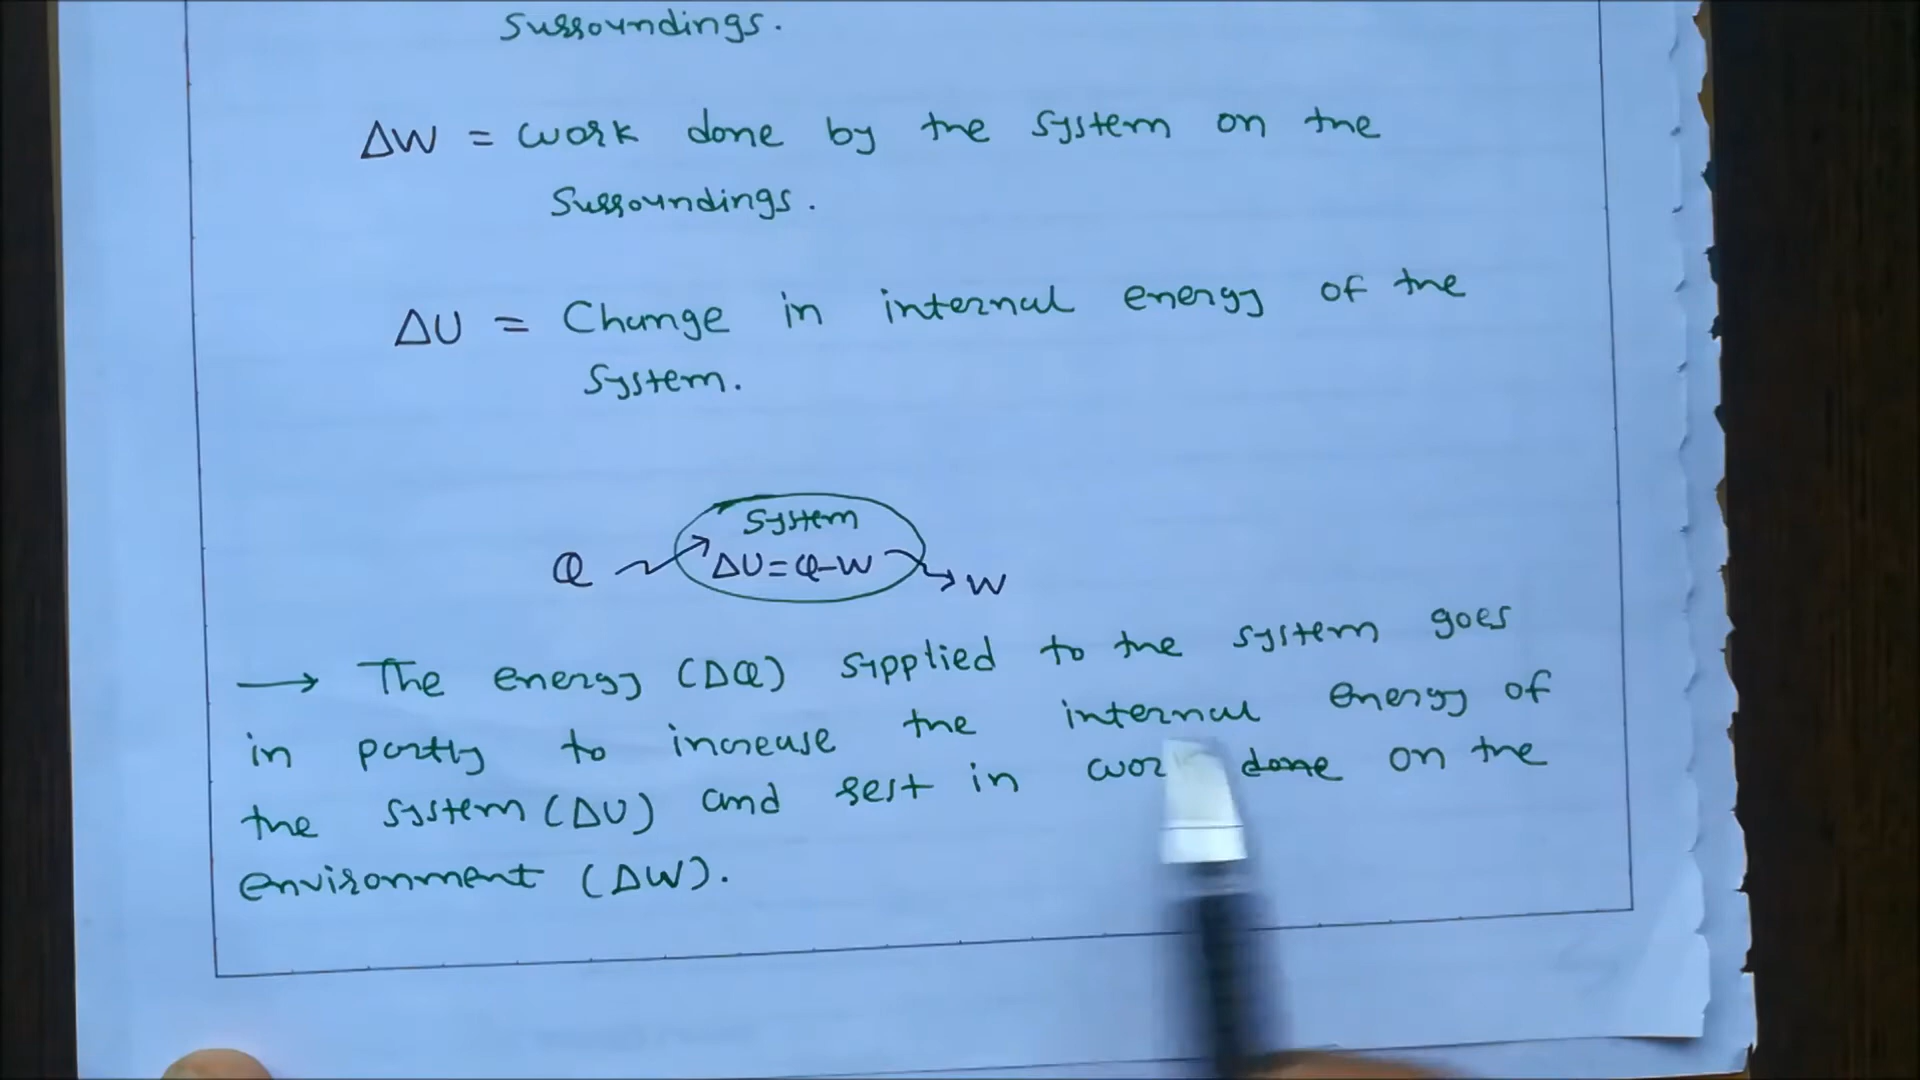 Surroundings.
ΔW = work done by the system on the
Surroundings.
ΔU = Change in internal energy of the
System.
System
Q ΔU=Q-W W
→ The energy (ΔQ) supplied to the system goes
in partly to increase the internal energy of
the system (ΔU) and rest in work done on the
environment (ΔW).